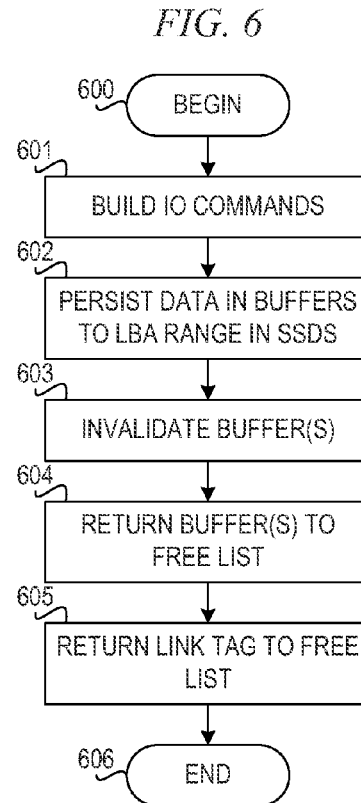 FIG. 6
600
BEGIN
601
BUILD IO COMMANDS
602
PERSIST DATA IN BUFFERS
TO LBA RANGE IN SSDS
603
INVALIDATE BUFFER(S)
604
RETURN BUFFER(S) TO
FREE LIST
605
RETURN LINK TAG TO FREE
LIST
606
END